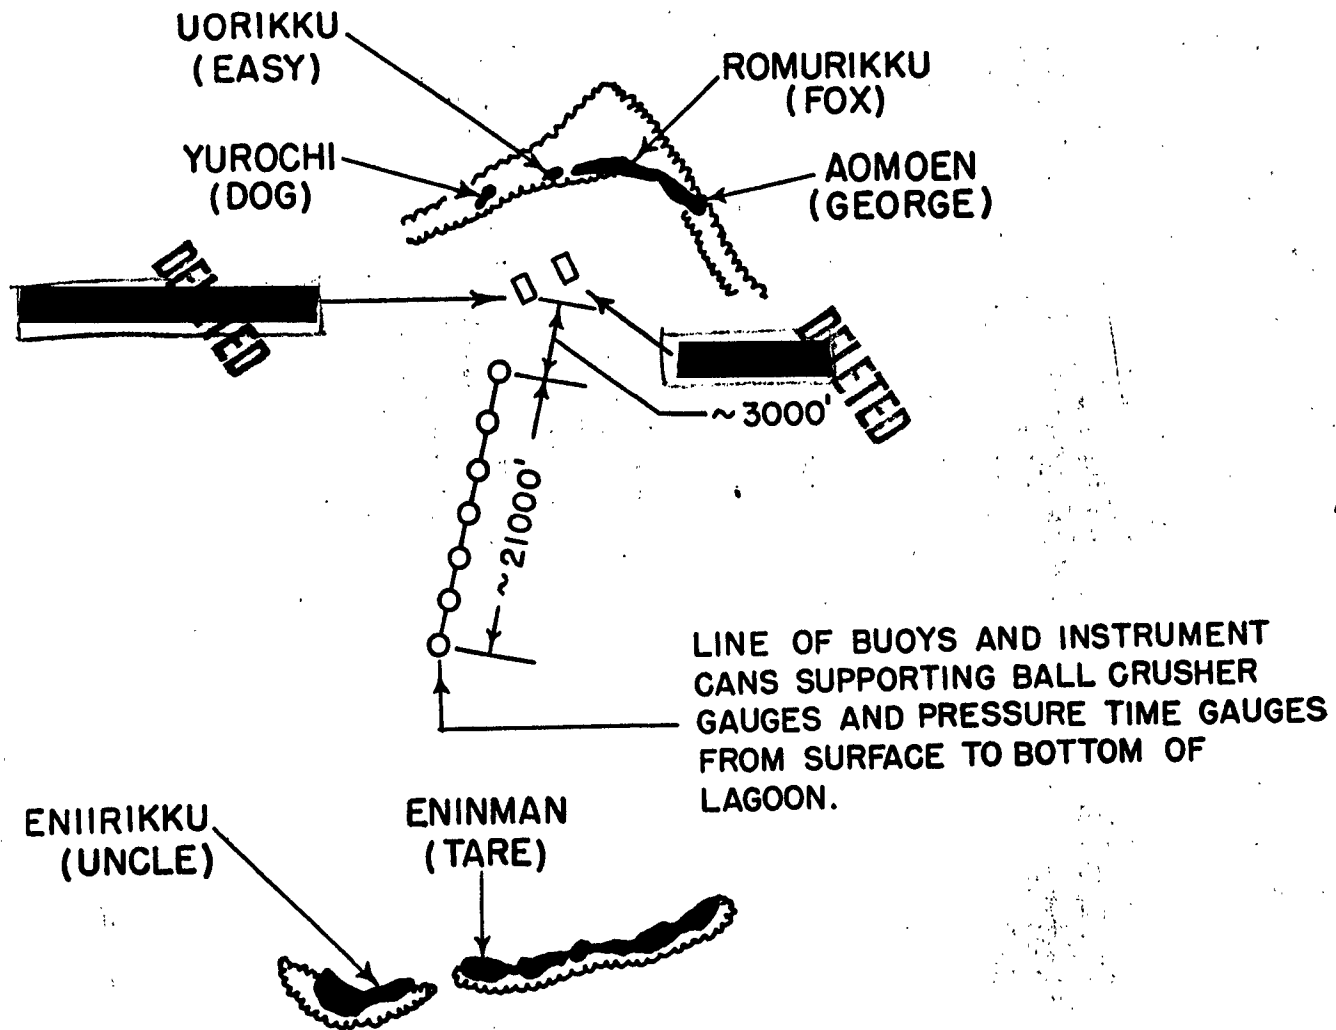 UORIKKU
(EASY)
ROMURIKKU
(FOX)
YUROCHI
(DOG)
AOMOEN
(GEORGE)
DELETED
DELETED
~3000'
~21000'
LINE OF BUOYS AND INSTRUMENT
CANS SUPPORTING BALL CRUSHER
GAUGES AND PRESSURE TIME GAUGES
FROM SURFACE TO BOTTOM OF
LAGOON.
ENIIRIKKU
(UNCLE)
ENINMAN
(TARE)